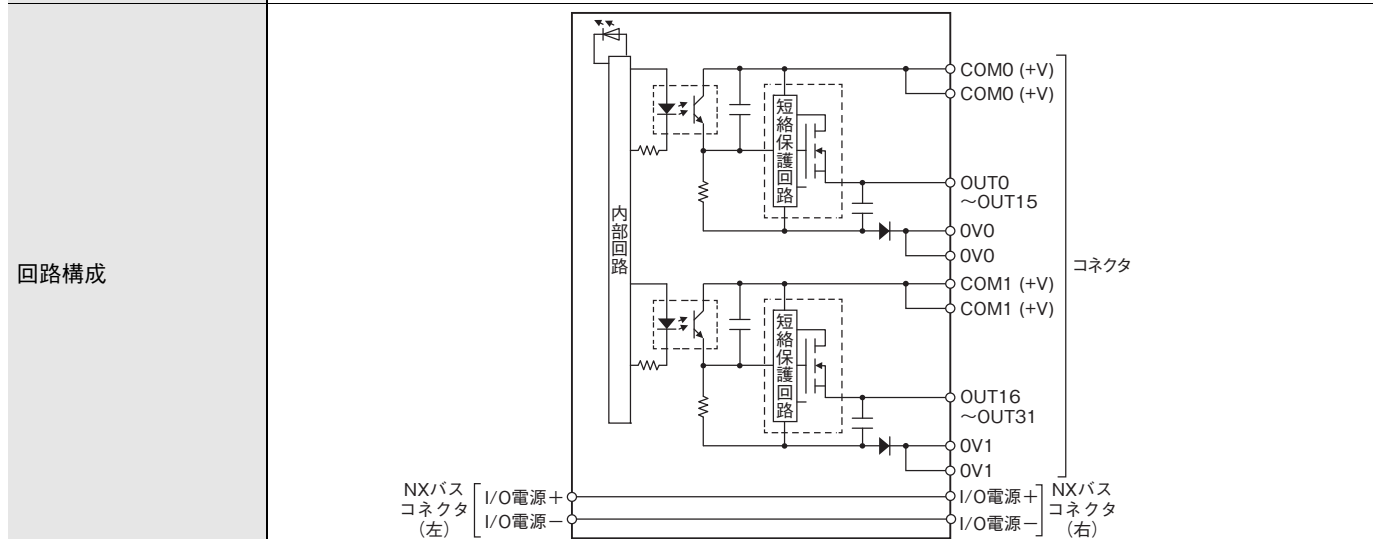 回路構成
内部回路
短絡保護回路
COM0 (+V)
COM0 (+V)
OUT0
～OUT15
0V0
0V0
短絡保護回路
COM1 (+V)
COM1 (+V)
OUT16
～OUT31
0V1
0V1
コネクタ
NXバス
コネクタ
(左)
I/O電源＋
I/O電源－
I/O電源＋
I/O電源－
NXバス
コネクタ
(右)